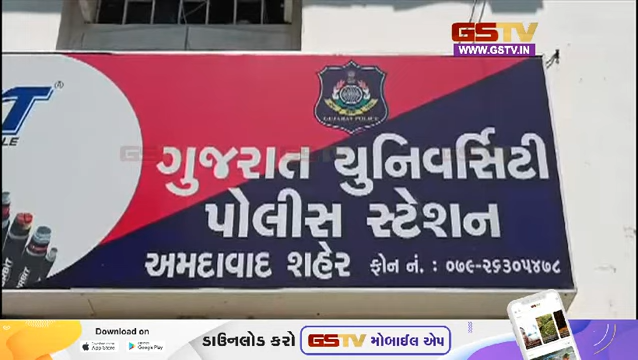 GSTV
WWW.GSTV.IN
GUJARAT POLICE
ગુજરાત યુનિવર્સિટી
પોલીસ સ્ટેશન
અમદાવાદ શહેર ફોન નં. : ૦૭૯-૨૬૩૦૫૪૭૮
Download on
App Store
Google Play
ડાઉનલોડ કરો GSTV મોબાઈલ એપ